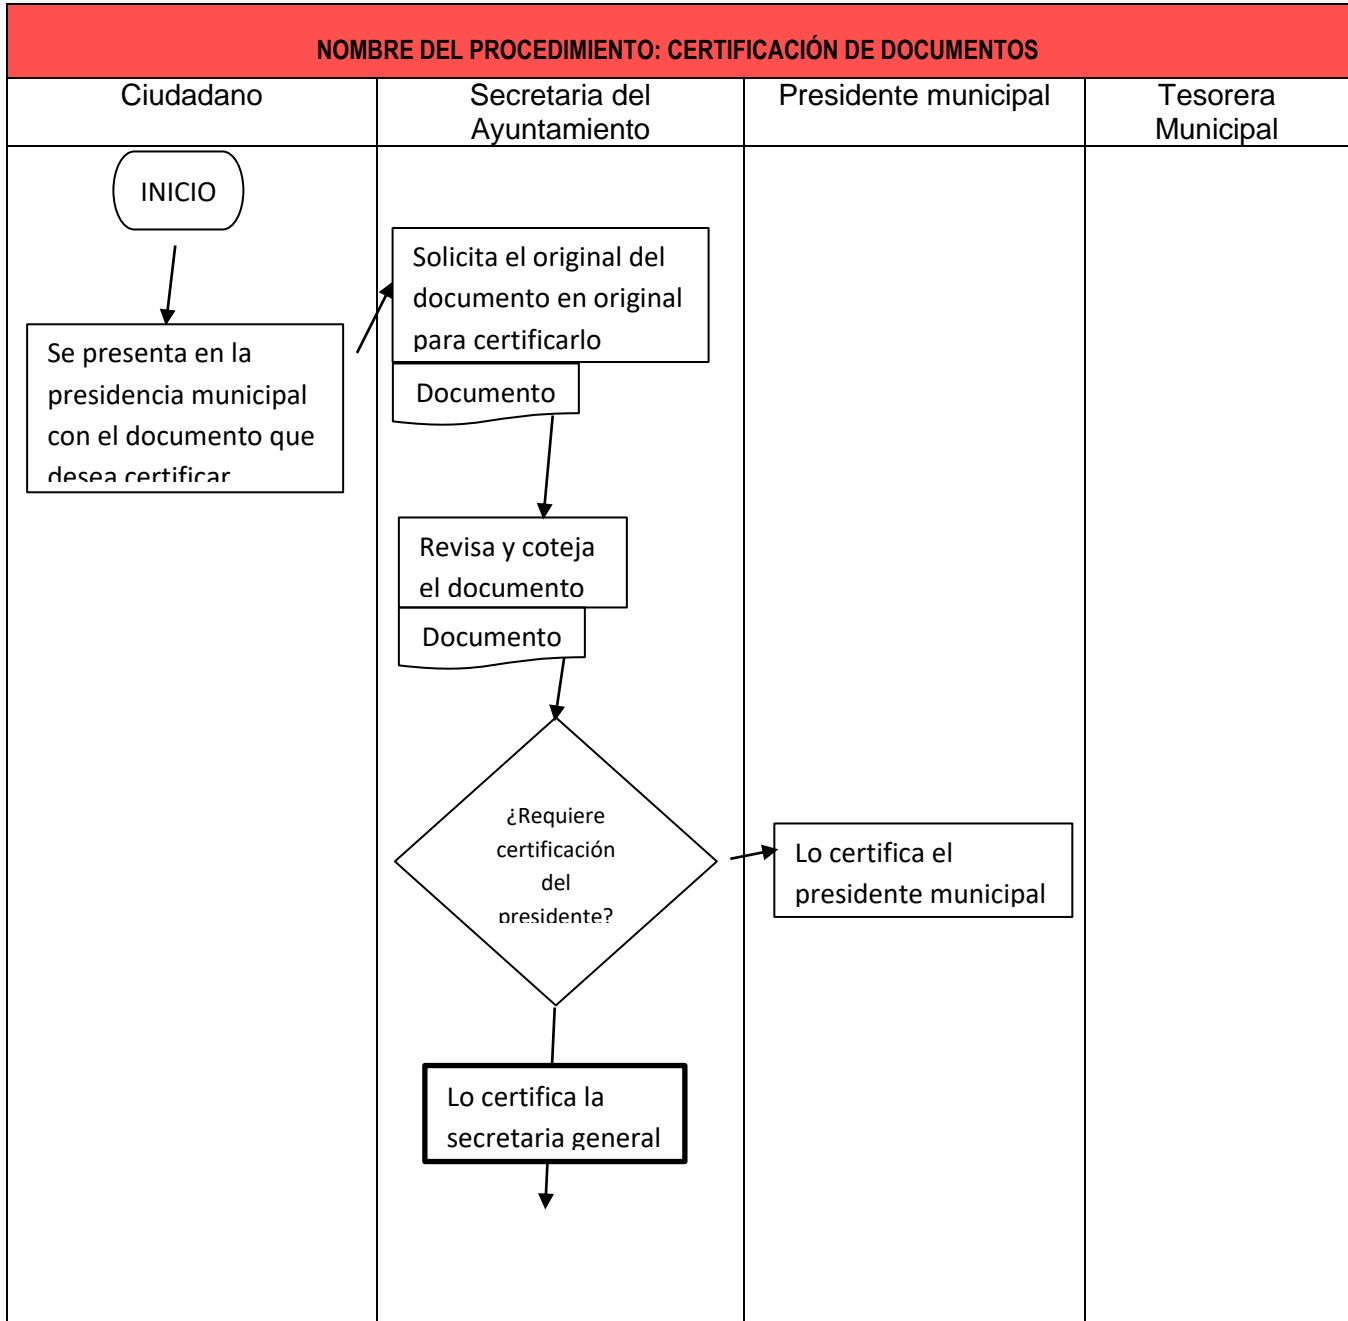 NOMBRE DEL PROCEDIMIENTO: CERTIFICACIÓN DE DOCUMENTOS
Ciudadano
Secretaria del
Ayuntamiento
Presidente municipal
Tesorera
Municipal
INICIO
Se presenta en la
presidencia municipal
con el documento que
desea certificar
Solicita el original del
documento en original
para certificarlo
Documento
Revisa y coteja
el documento
Documento
¿Requiere
certificación
del
presidente?
Lo certifica el
presidente municipal
Lo certifica la
secretaria general